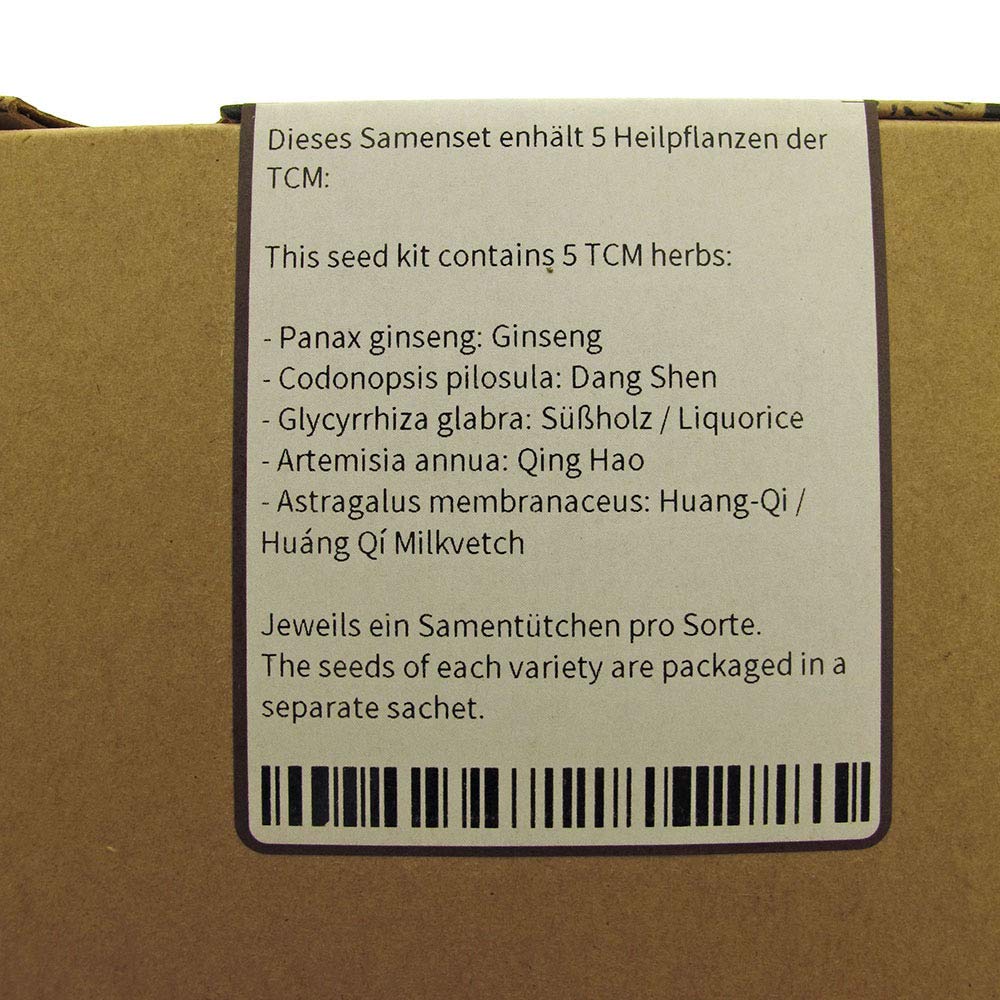 Dieses Samenset enhält 5 Heilpflanzen der
TCM:
This seed kit contains 5 TCM herbs:
- Panax ginseng: Ginseng
- Codonopsis pilosula: Dang Shen
- Glycyrrhiza glabra: Süßholz / Liquorice
- Artemisia annua: Qing Hao
- Astragalus membranaceus: Huang-Qi /
Huáng Qí Milkvetch
Jeweils ein Samentütchen pro Sorte.
The seeds of each variety are packaged in a
separate sachet.